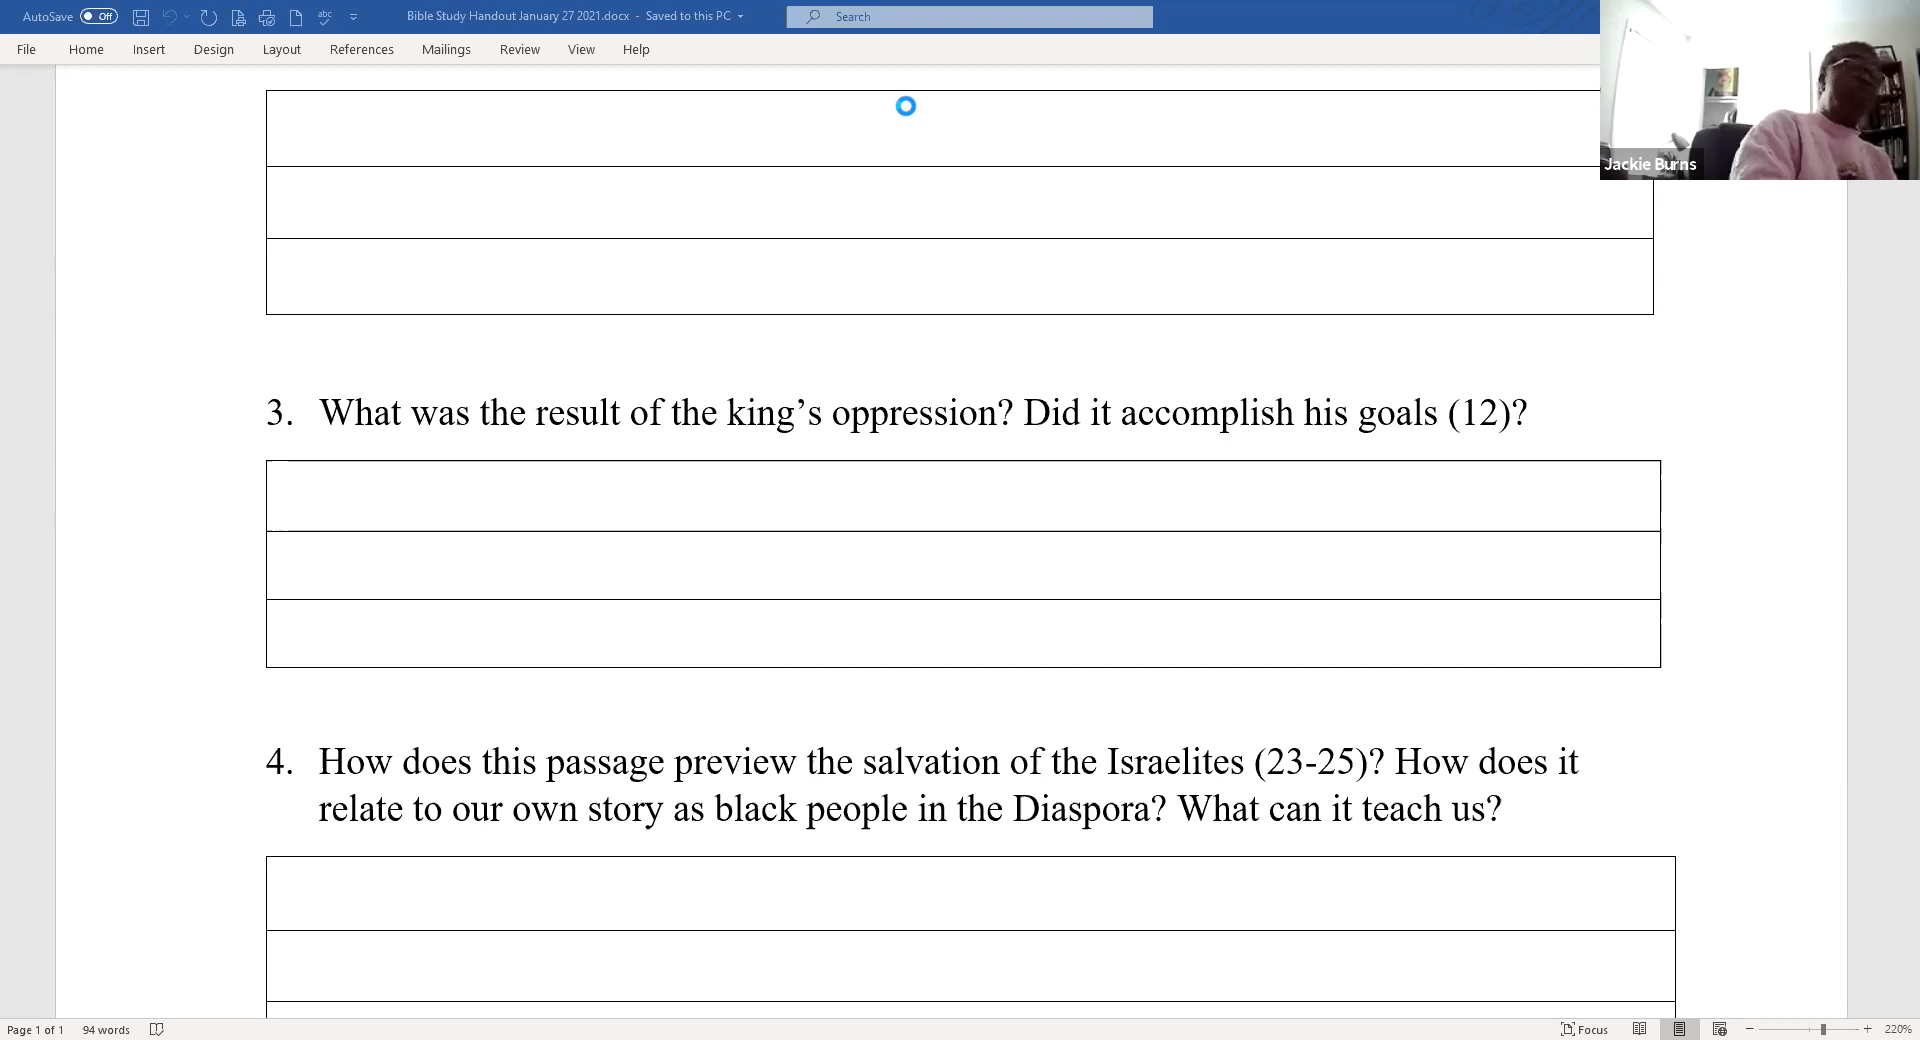 AutoSave Off abc Bible Study Handout January 27 2021.docx - Saved to this PC Search
File Home Insert Design Layout References Mailings Review View Help
Jackie Burns
3. What was the result of the king’s oppression? Did it accomplish his goals (12)?
4. How does this passage preview the salvation of the Israelites (23-25)? How does it
relate to our own story as black people in the Diaspora? What can it teach us?
Page 1 of 1 94 words Focus 220%